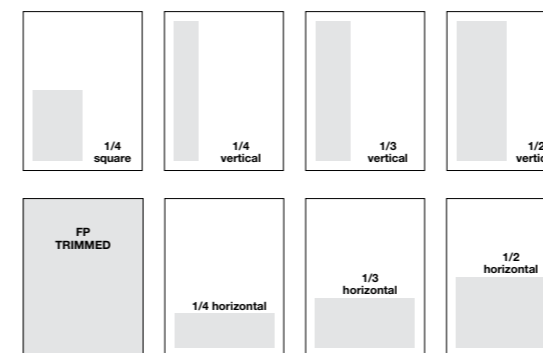 1/4
square
1/4
vertical
1/3
vertical
1/2
vertic
FP
TRIMMED
1/4 horizontal
1/3
horizontal
1/2
horizontal